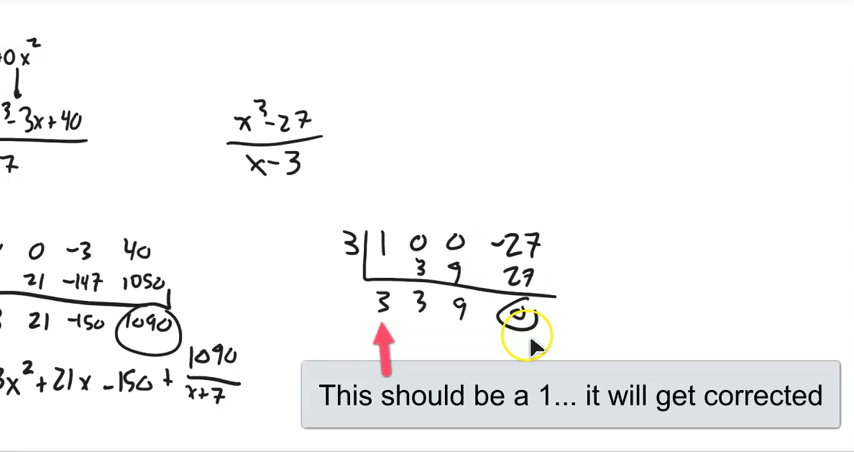 +0x²
³-3x+40
7
x³-27
x-3
0 -3 40
21 -147 1050
21 -150 1090
3x²+21x-150+ 1090
x+7
3 1 0 0 -27
3 9 27
3 3 9 0
This should be a 1... it will get corrected